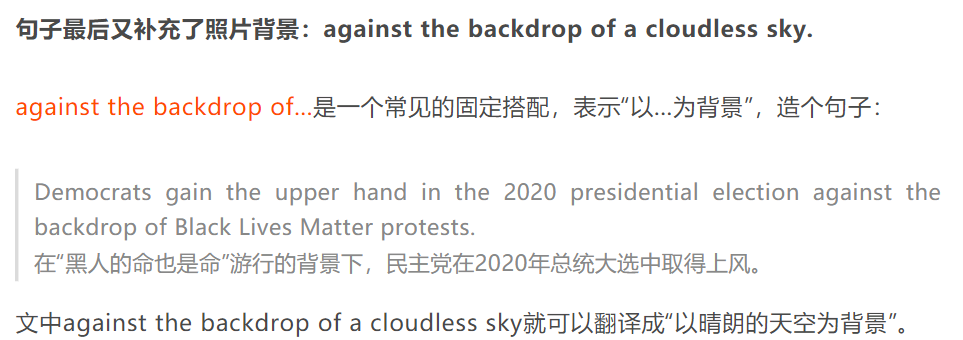 句子最后又补充了照片背景：against the backdrop of a cloudless sky.
against the backdrop of...是一个常见的固定搭配，表示“以...为背景”，造个句子：
Democrats gain the upper hand in the 2020 presidential election against the
backdrop of Black Lives Matter protests.
在“黑人的命也是命”游行的背景下，民主党在2020年总统大选中取得上风。
文中against the backdrop of a cloudless sky就可以翻译成“以晴朗的天空为背景”。